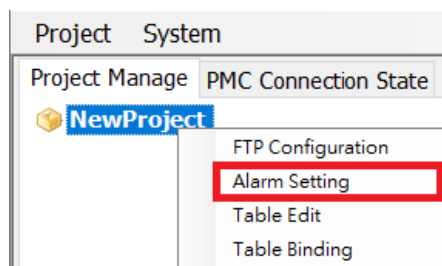 Project System
Project Manage PMC Connection State
NewProject
FTP Configuration
Alarm Setting
Table Edit
Table Binding